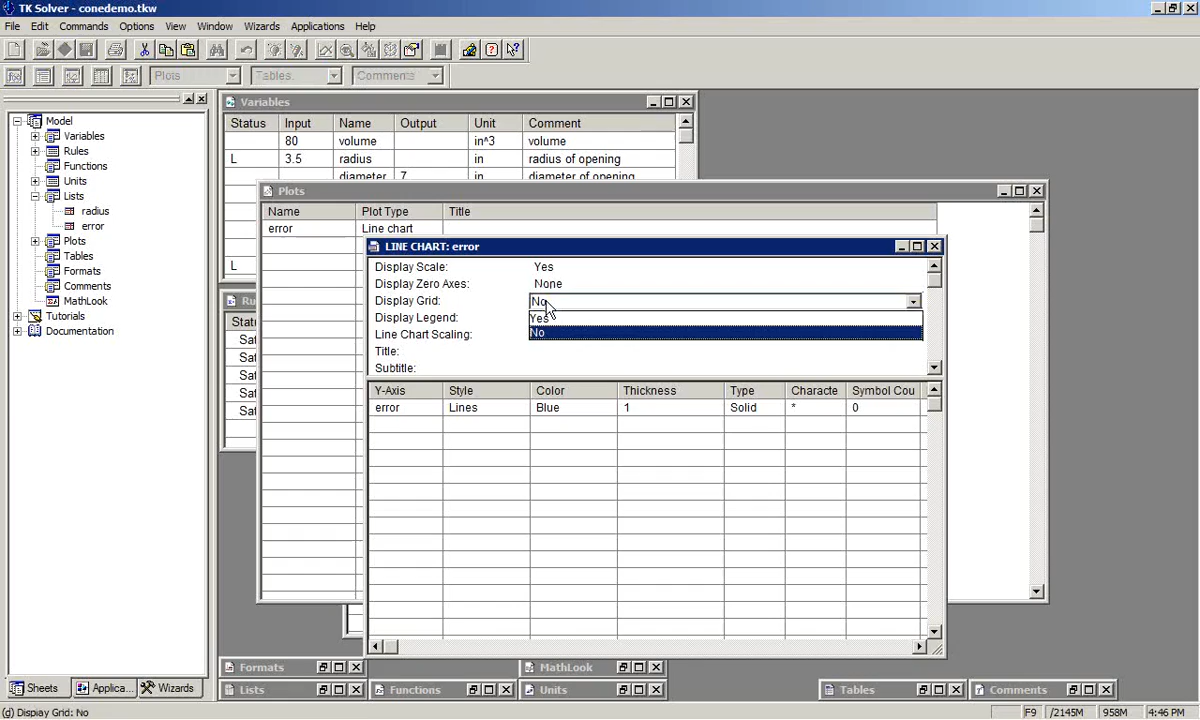 TK Solver - conedemo.tkw
File Edit Commands Options View Window Wizards Applications Help
Plots Tables Comments
Model
Variables
Rules
Functions
Units
Lists
radius
error
Plots
Tables
Formats
Comments
MathLook
Tutorials
Documentation
Sheets Applica... Wizards
Variables
Status Input Name Output Unit Comment
80 volume in^3 volume
L 3.5 radius in radius of opening
diameter 7 in diameter of opening
L
Ru
Statu
Sat
Sat
Sat
Sat
Sat
Plots
Name Plot Type Title
error Line chart
LINE CHART: error
Display Scale: Yes
Display Zero Axes: None
Display Grid: No
Display Legend: Yes
Line Chart Scaling: No
Title:
Subtitle:
Y-Axis Style Color Thickness Type Characte Symbol Cou
error Lines Blue 1 Solid * 0
Formats MathLook
Lists Functions Units Tables Comments
(d) Display Grid: No F9 /2145M 958M 4:46 PM